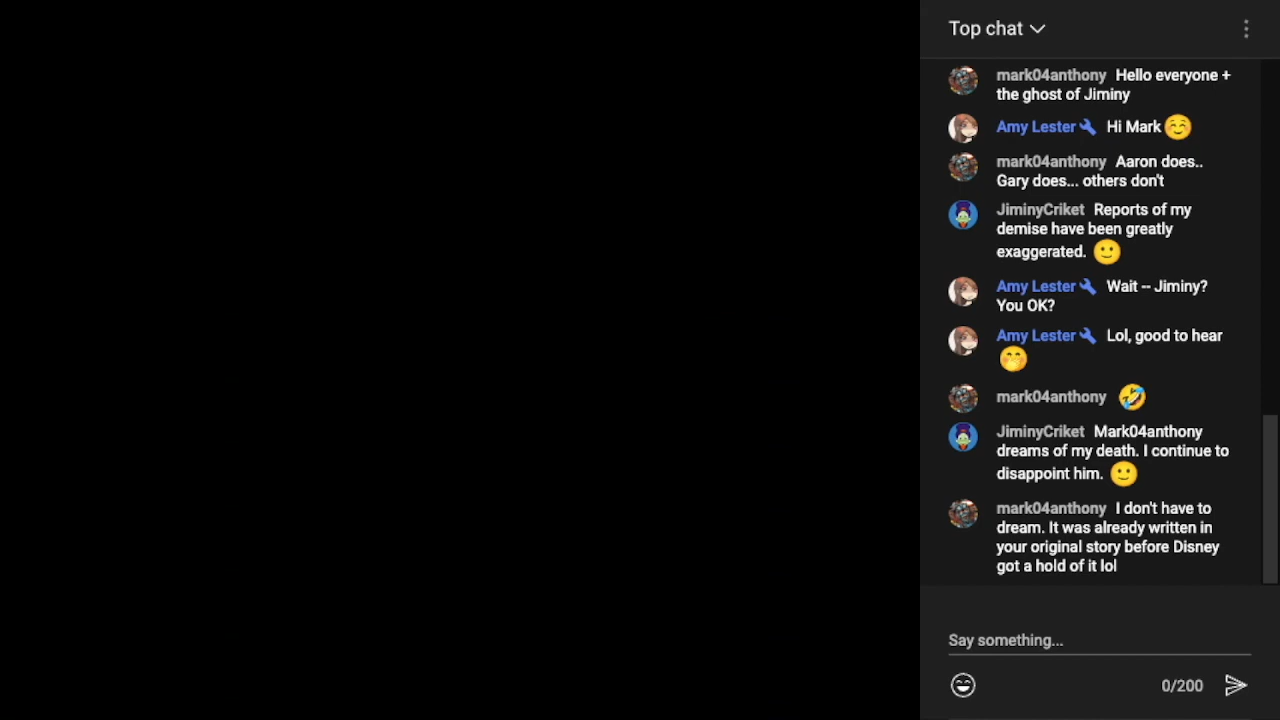 Top chat
mark04anthony Hello everyone +
the ghost of Jiminy
Amy Lester Hi Mark ☺️
mark04anthony Aaron does..
Gary does... others don't
JiminyCriket Reports of my
demise have been greatly
exaggerated. 🙂
Amy Lester Wait -- Jiminy?
You OK?
Amy Lester Lol, good to hear
🤭
mark04anthony 🤣
JiminyCriket Mark04anthony
dreams of my death. I continue to
disappoint him. 🙂
mark04anthony I don't have to
dream. It was already written in
your original story before Disney
got a hold of it lol
Say something...
0/200